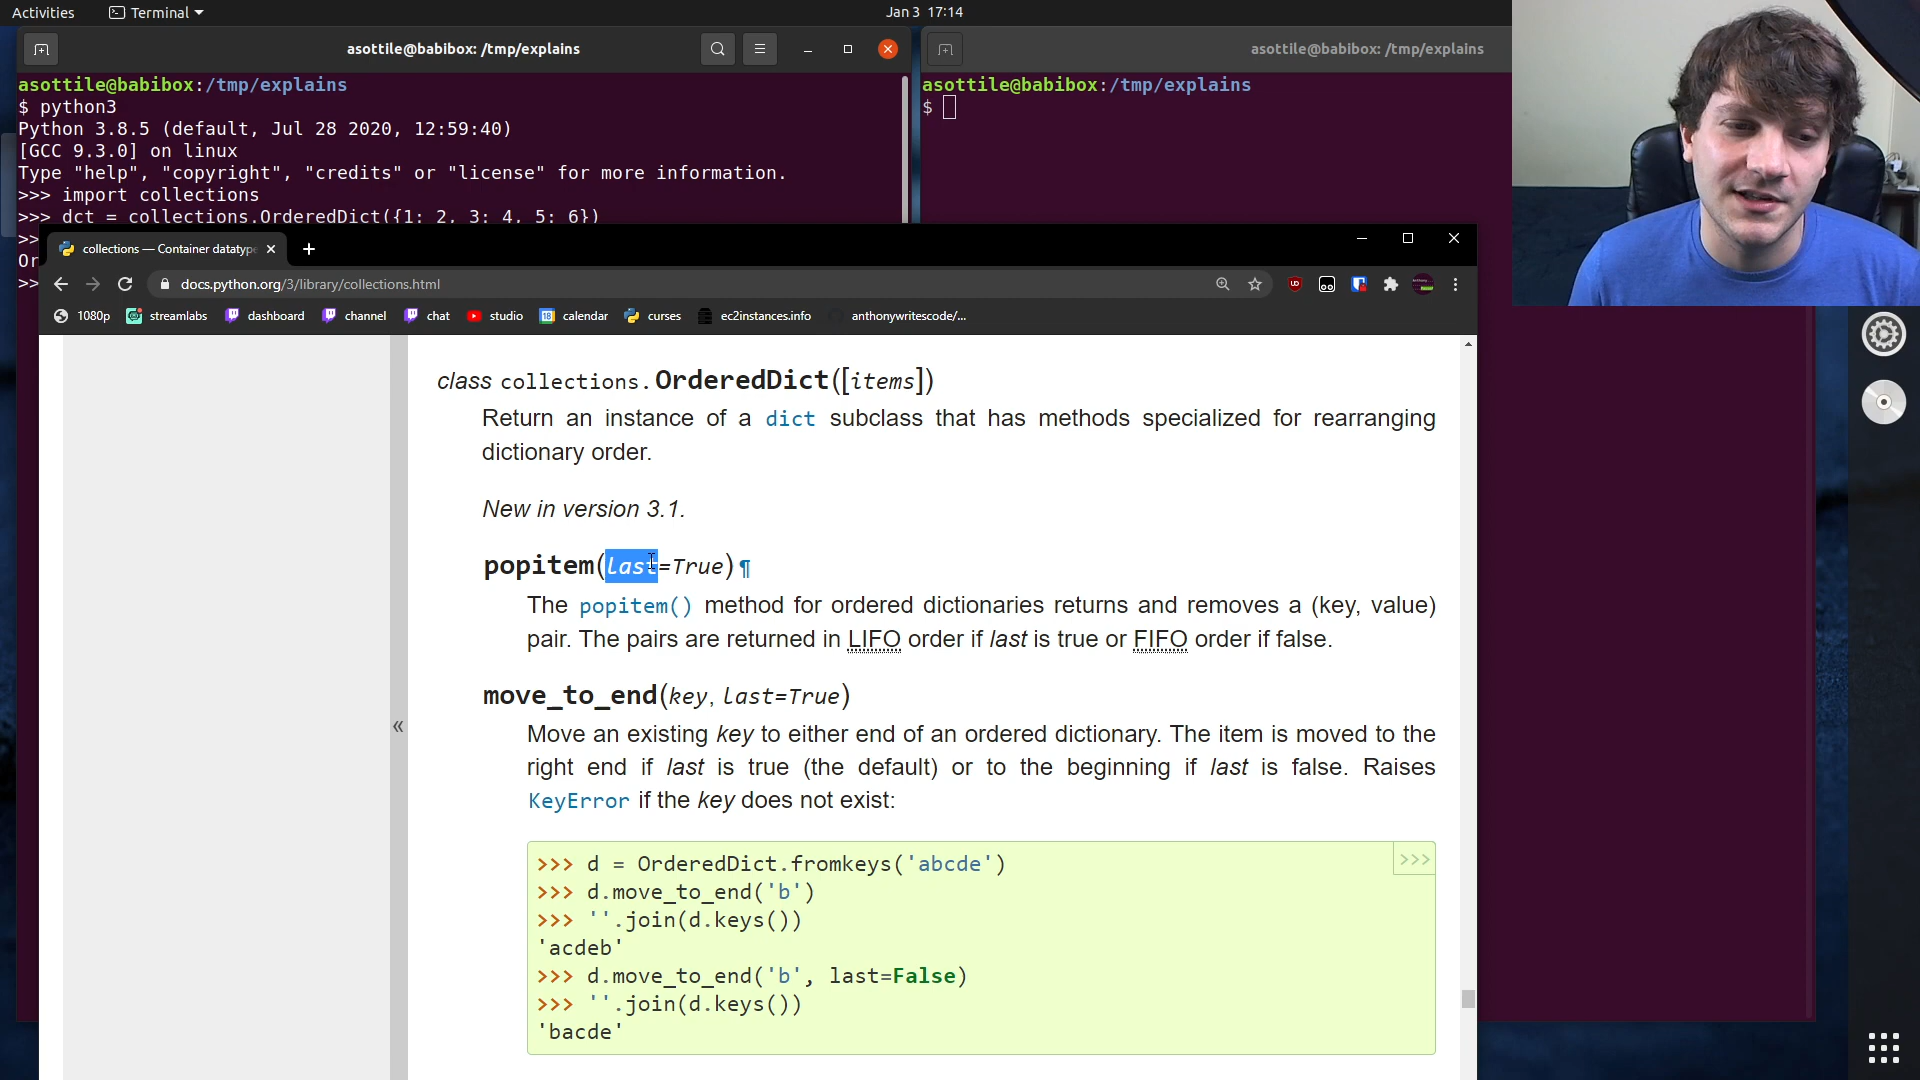 Activities
Terminal
Jan 3 17:14
asottile@babibox: /tmp/explains
asottile@babibox: /tmp/explains
asottile@babibox:/tmp/explains
$ python3
Python 3.8.5 (default, Jul 28 2020, 12:59:40)
[GCC 9.3.0] on linux
Type "help", "copyright", "credits" or "license" for more information.
>>> import collections
>>> dct = collections.OrderedDict({1: 2, 3: 4, 5: 6})
>>>
Or
>>
asottile@babibox:/tmp/explains
$
collections — Container datatype
docs.python.org/3/library/collections.html
1080p streamlabs dashboard channel chat studio calendar curses ec2instances.info anthonywritescode/...
class collections.OrderedDict([items])
Return an instance of a dict subclass that has methods specialized for rearranging
dictionary order.
New in version 3.1.
popitem(last=True)¶
The popitem() method for ordered dictionaries returns and removes a (key, value)
pair. The pairs are returned in LIFO order if last is true or FIFO order if false.
move_to_end(key, last=True)
Move an existing key to either end of an ordered dictionary. The item is moved to the
right end if last is true (the default) or to the beginning if last is false. Raises
KeyError if the key does not exist:
>>> d = OrderedDict.fromkeys('abcde')
>>>
>>> d.move_to_end('b')
>>> ''.join(d.keys())
'acdeb'
>>> d.move_to_end('b', last=False)
>>> ''.join(d.keys())
'bacde'
«